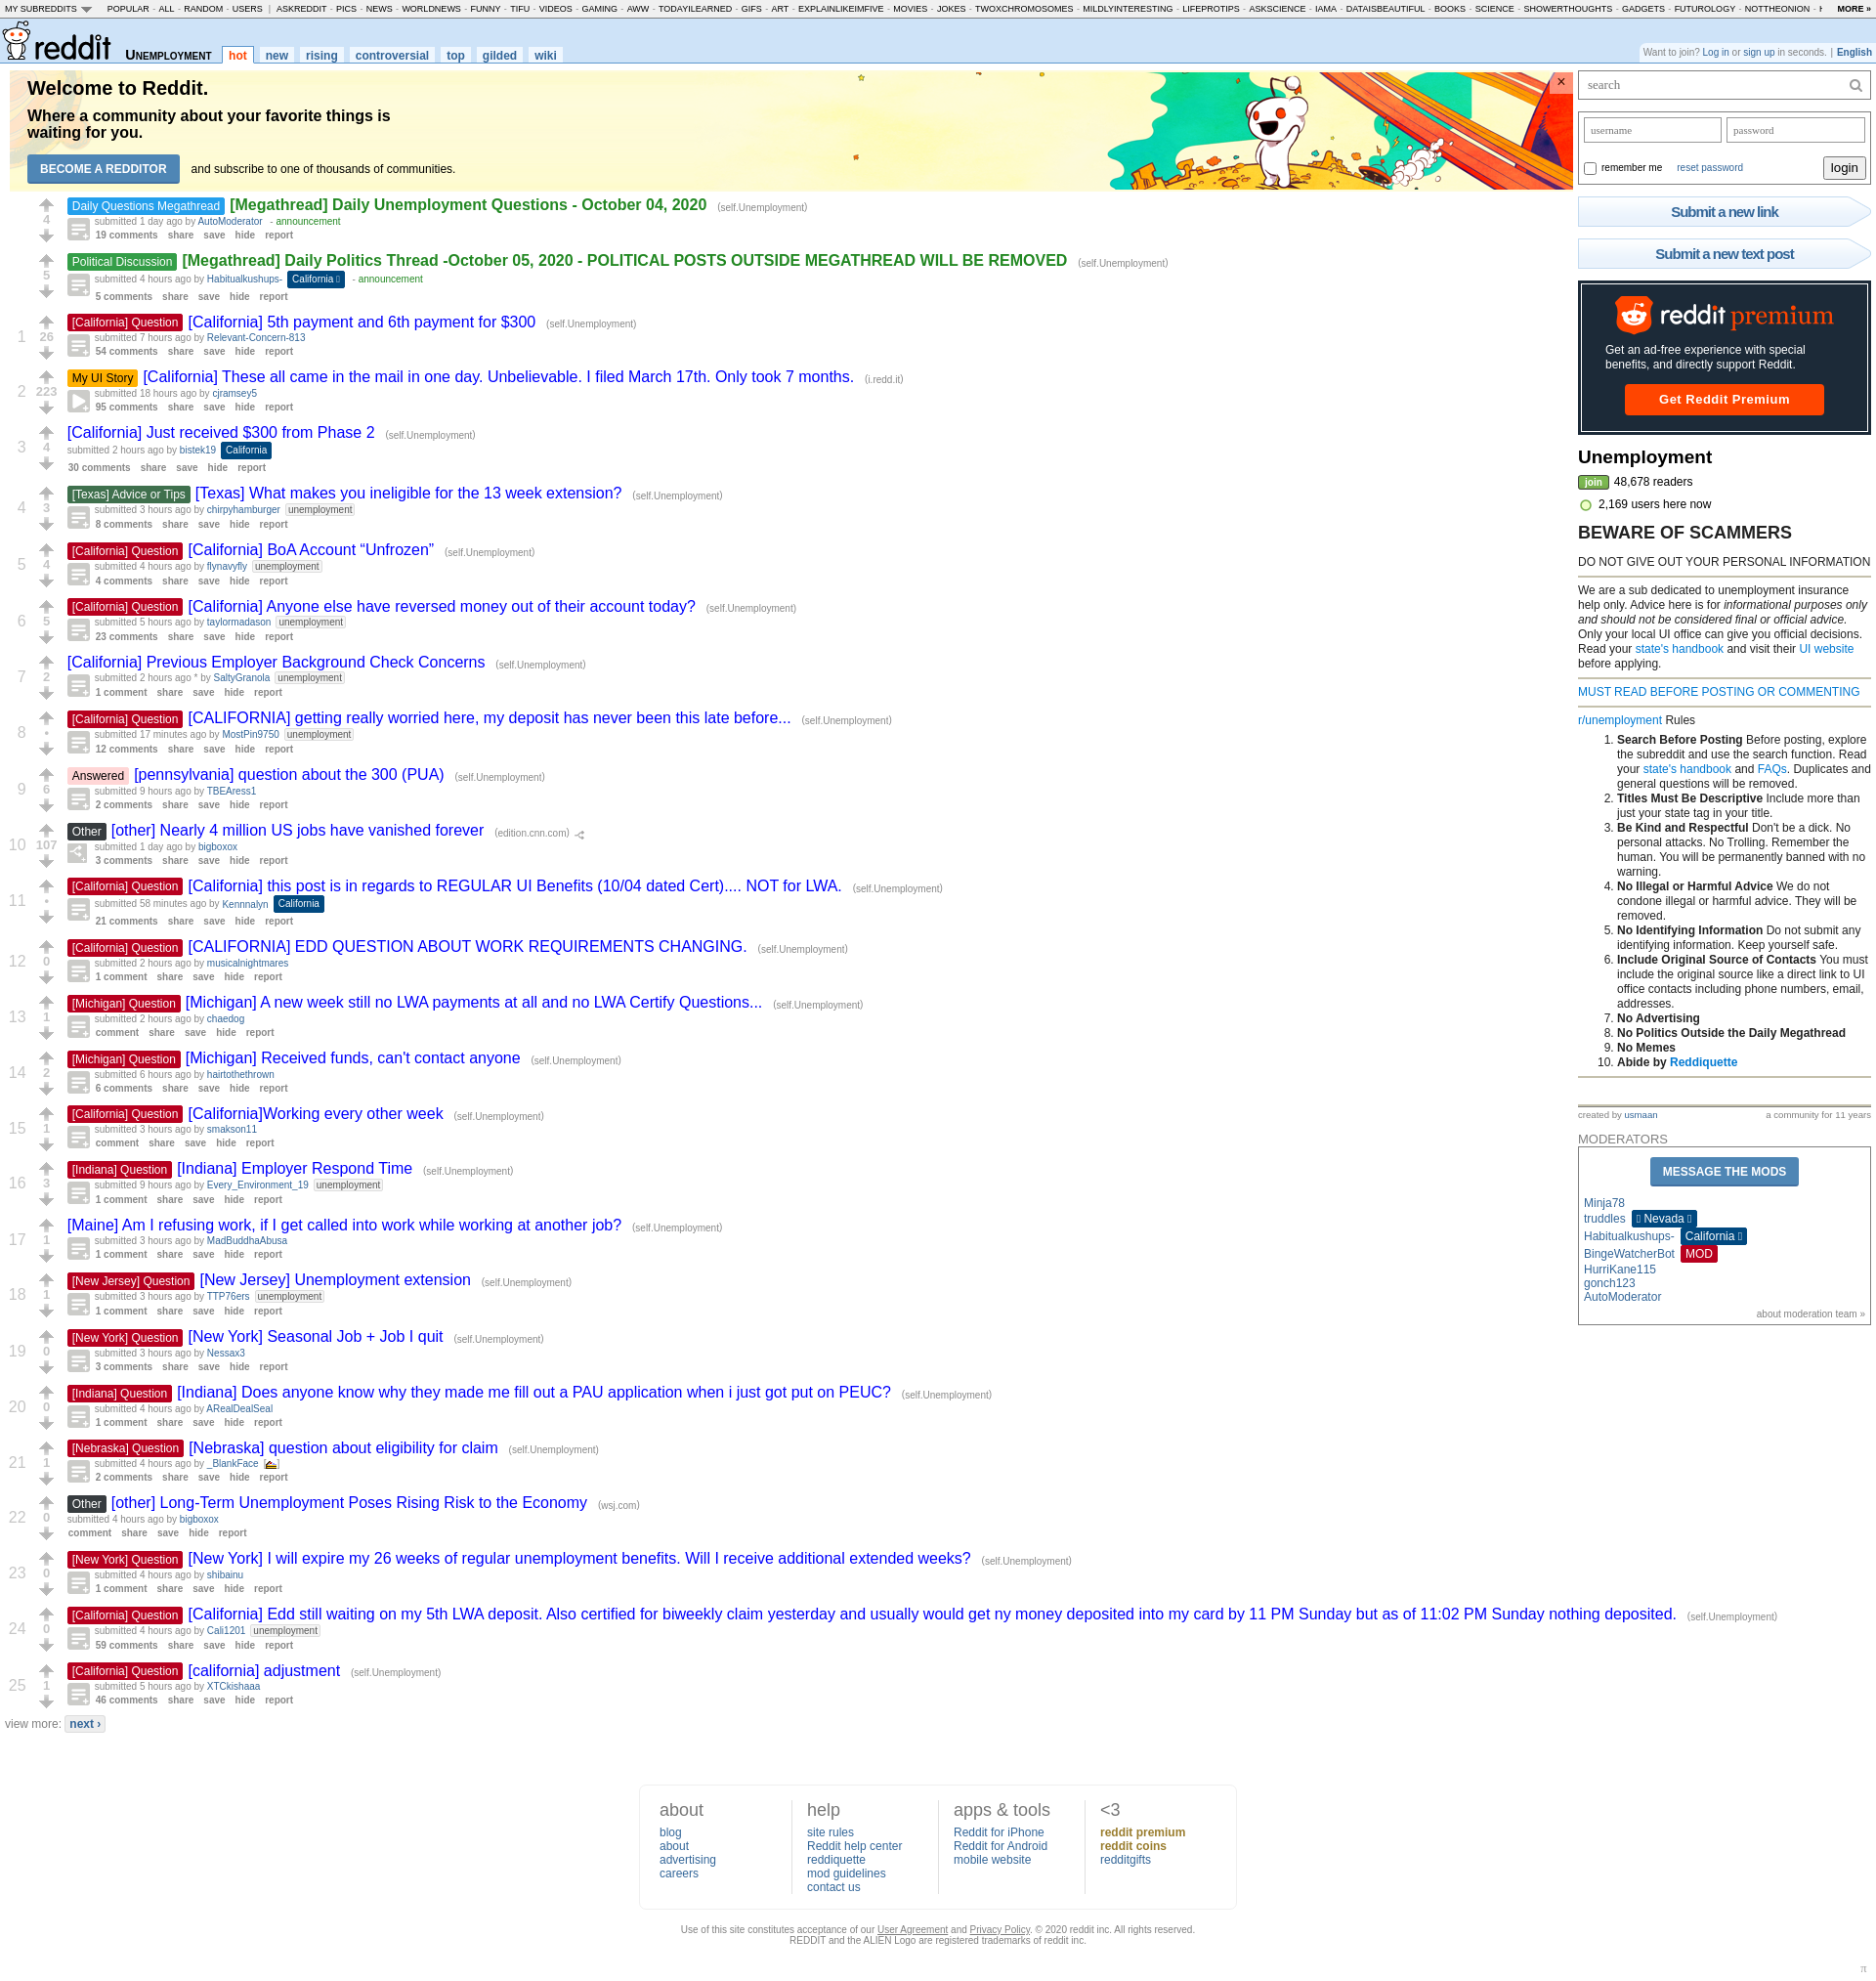 MY SUBREDDITS POPULAR - ALL - RANDOM - USERS | ASKREDDIT - PICS - NEWS - WORLDNEWS - FUNNY - TIFU - VIDEOS - GAMING - AWW - TODAYILEARNED - GIFS - ART - EXPLAINLIKEIMFIVE - MOVIES - JOKES - TWOXCHROMOSOMES - MILDLYINTERESTING - LIFEPROTIPS - ASKSCIENCE - IAMA - DATAISBEAUTIFUL - BOOKS - SCIENCE - SHOWERTHOUGHTS - GADGETS - FUTUROLOGY - NOTTHEONION - MORE »
reddit UNEMPLOYMENT hot new rising controversial top gilded wiki
Want to join? Log in or sign up in seconds. | English
Welcome to Reddit.
Where a community about your favorite things is
waiting for you.
BECOME A REDDITOR and subscribe to one of thousands of communities.
×
4
Daily Questions Megathread [Megathread] Daily Unemployment Questions - October 04, 2020 (self.Unemployment)
submitted 1 day ago by AutoModerator - announcement
19 comments share save hide report
5
Political Discussion [Megathread] Daily Politics Thread -October 05, 2020 - POLITICAL POSTS OUTSIDE MEGATHREAD WILL BE REMOVED (self.Unemployment)
submitted 4 hours ago by Habitualkushups- California - announcement
5 comments share save hide report
1 26
[California] Question [California] 5th payment and 6th payment for $300 (self.Unemployment)
submitted 7 hours ago by Relevant-Concern-813
54 comments share save hide report
2 223
My UI Story [California] These all came in the mail in one day. Unbelievable. I filed March 17th. Only took 7 months. (i.redd.it)
submitted 18 hours ago by cjramsey5
95 comments share save hide report
3 4
[California] Just received $300 from Phase 2 (self.Unemployment)
submitted 2 hours ago by bistek19 California
30 comments share save hide report
4 3
[Texas] Advice or Tips [Texas] What makes you ineligible for the 13 week extension? (self.Unemployment)
submitted 3 hours ago by chirpyhamburger unemployment
8 comments share save hide report
5 4
[California] Question [California] BoA Account “Unfrozen” (self.Unemployment)
submitted 4 hours ago by flynavyfly unemployment
4 comments share save hide report
6 5
[California] Question [California] Anyone else have reversed money out of their account today? (self.Unemployment)
submitted 5 hours ago by taylormadason unemployment
23 comments share save hide report
7 2
[California] Previous Employer Background Check Concerns (self.Unemployment)
submitted 2 hours ago * by SaltyGranola unemployment
1 comment share save hide report
8 •
[California] Question [CALIFORNIA] getting really worried here, my deposit has never been this late before... (self.Unemployment)
submitted 17 minutes ago by MostPin9750 unemployment
12 comments share save hide report
9 6
Answered [pennsylvania] question about the 300 (PUA) (self.Unemployment)
submitted 9 hours ago by TBEAress1
2 comments share save hide report
10 107
Other [other] Nearly 4 million US jobs have vanished forever (edition.cnn.com)
submitted 1 day ago by bigboxox
3 comments share save hide report
11 •
[California] Question [California] this post is in regards to REGULAR UI Benefits (10/04 dated Cert).... NOT for LWA. (self.Unemployment)
submitted 58 minutes ago by Kennnalyn California
21 comments share save hide report
12 0
[California] Question [CALIFORNIA] EDD QUESTION ABOUT WORK REQUIREMENTS CHANGING. (self.Unemployment)
submitted 2 hours ago by musicalnightmares
1 comment share save hide report
13 1
[Michigan] Question [Michigan] A new week still no LWA payments at all and no LWA Certify Questions... (self.Unemployment)
submitted 2 hours ago by chaedog
comment share save hide report
14 2
[Michigan] Question [Michigan] Received funds, can't contact anyone (self.Unemployment)
submitted 6 hours ago by hairtothethrown
6 comments share save hide report
15 1
[California] Question [California]Working every other week (self.Unemployment)
submitted 3 hours ago by smakson11
comment share save hide report
16 3
[Indiana] Question [Indiana] Employer Respond Time (self.Unemployment)
submitted 9 hours ago by Every_Environment_19 unemployment
1 comment share save hide report
17 1
[Maine] Am I refusing work, if I get called into work while working at another job? (self.Unemployment)
submitted 3 hours ago by MadBuddhaAbusa
1 comment share save hide report
18 1
[New Jersey] Question [New Jersey] Unemployment extension (self.Unemployment)
submitted 3 hours ago by TTP76ers unemployment
1 comment share save hide report
19 0
[New York] Question [New York] Seasonal Job + Job I quit (self.Unemployment)
submitted 3 hours ago by Nessax3
3 comments share save hide report
20 0
[Indiana] Question [Indiana] Does anyone know why they made me fill out a PAU application when i just got put on PEUC? (self.Unemployment)
submitted 4 hours ago by ARealDealSeal
1 comment share save hide report
21 1
[Nebraska] Question [Nebraska] question about eligibility for claim (self.Unemployment)
submitted 4 hours ago by _BlankFace
2 comments share save hide report
22 0
Other [other] Long-Term Unemployment Poses Rising Risk to the Economy (wsj.com)
submitted 4 hours ago by bigboxox
comment share save hide report
23 0
[New York] Question [New York] I will expire my 26 weeks of regular unemployment benefits. Will I receive additional extended weeks? (self.Unemployment)
submitted 4 hours ago by shibainu
1 comment share save hide report
24 0
[California] Question [California] Edd still waiting on my 5th LWA deposit. Also certified for biweekly claim yesterday and usually would get ny money deposited into my card by 11 PM Sunday but as of 11:02 PM Sunday nothing deposited. (self.Unemployment)
submitted 4 hours ago by Cali1201 unemployment
59 comments share save hide report
25 1
[California] Question [california] adjustment (self.Unemployment)
submitted 5 hours ago by XTCkishaaa
46 comments share save hide report
view more: next ›
search
username password
remember me reset password login
Submit a new link
Submit a new text post
reddit premium
Get an ad-free experience with special
benefits, and directly support Reddit.
Get Reddit Premium
Unemployment
join 48,678 readers
2,169 users here now
BEWARE OF SCAMMERS
DO NOT GIVE OUT YOUR PERSONAL INFORMATION
We are a sub dedicated to unemployment insurance
help only. Advice here is for informational purposes only
and should not be considered final or official advice.
Only your local UI office can give you official decisions.
Read your state's handbook and visit their UI website
before applying.
MUST READ BEFORE POSTING OR COMMENTING
r/unemployment Rules
1. Search Before Posting Before posting, explore
the subreddit and use the search function. Read
your state's handbook and FAQs. Duplicates and
general questions will be removed.
2. Titles Must Be Descriptive Include more than
just your state tag in your title.
3. Be Kind and Respectful Don't be a dick. No
personal attacks. No Trolling. Remember the
human. You will be permanently banned with no
warning.
4. No Illegal or Harmful Advice We do not
condone illegal or harmful advice. They will be
removed.
5. No Identifying Information Do not submit any
identifying information. Keep yourself safe.
6. Include Original Source of Contacts You must
include the original source like a direct link to UI
office contacts including phone numbers, email,
addresses.
7. No Advertising
8. No Politics Outside the Daily Megathread
9. No Memes
10. Abide by Reddiquette
created by usmaan a community for 11 years
MODERATORS
MESSAGE THE MODS
Minja78
truddles Nevada
Habitualkushups- California
BingeWatcherBot MOD
HurriKane115
gonch123
AutoModerator
about moderation team »
about
blog
about
advertising
careers
help
site rules
Reddit help center
reddiquette
mod guidelines
contact us
apps & tools
Reddit for iPhone
Reddit for Android
mobile website
<3
reddit premium
reddit coins
redditgifts
Use of this site constitutes acceptance of our User Agreement and Privacy Policy. © 2020 reddit inc. All rights reserved.
REDDIT and the ALIEN Logo are registered trademarks of reddit inc.
π